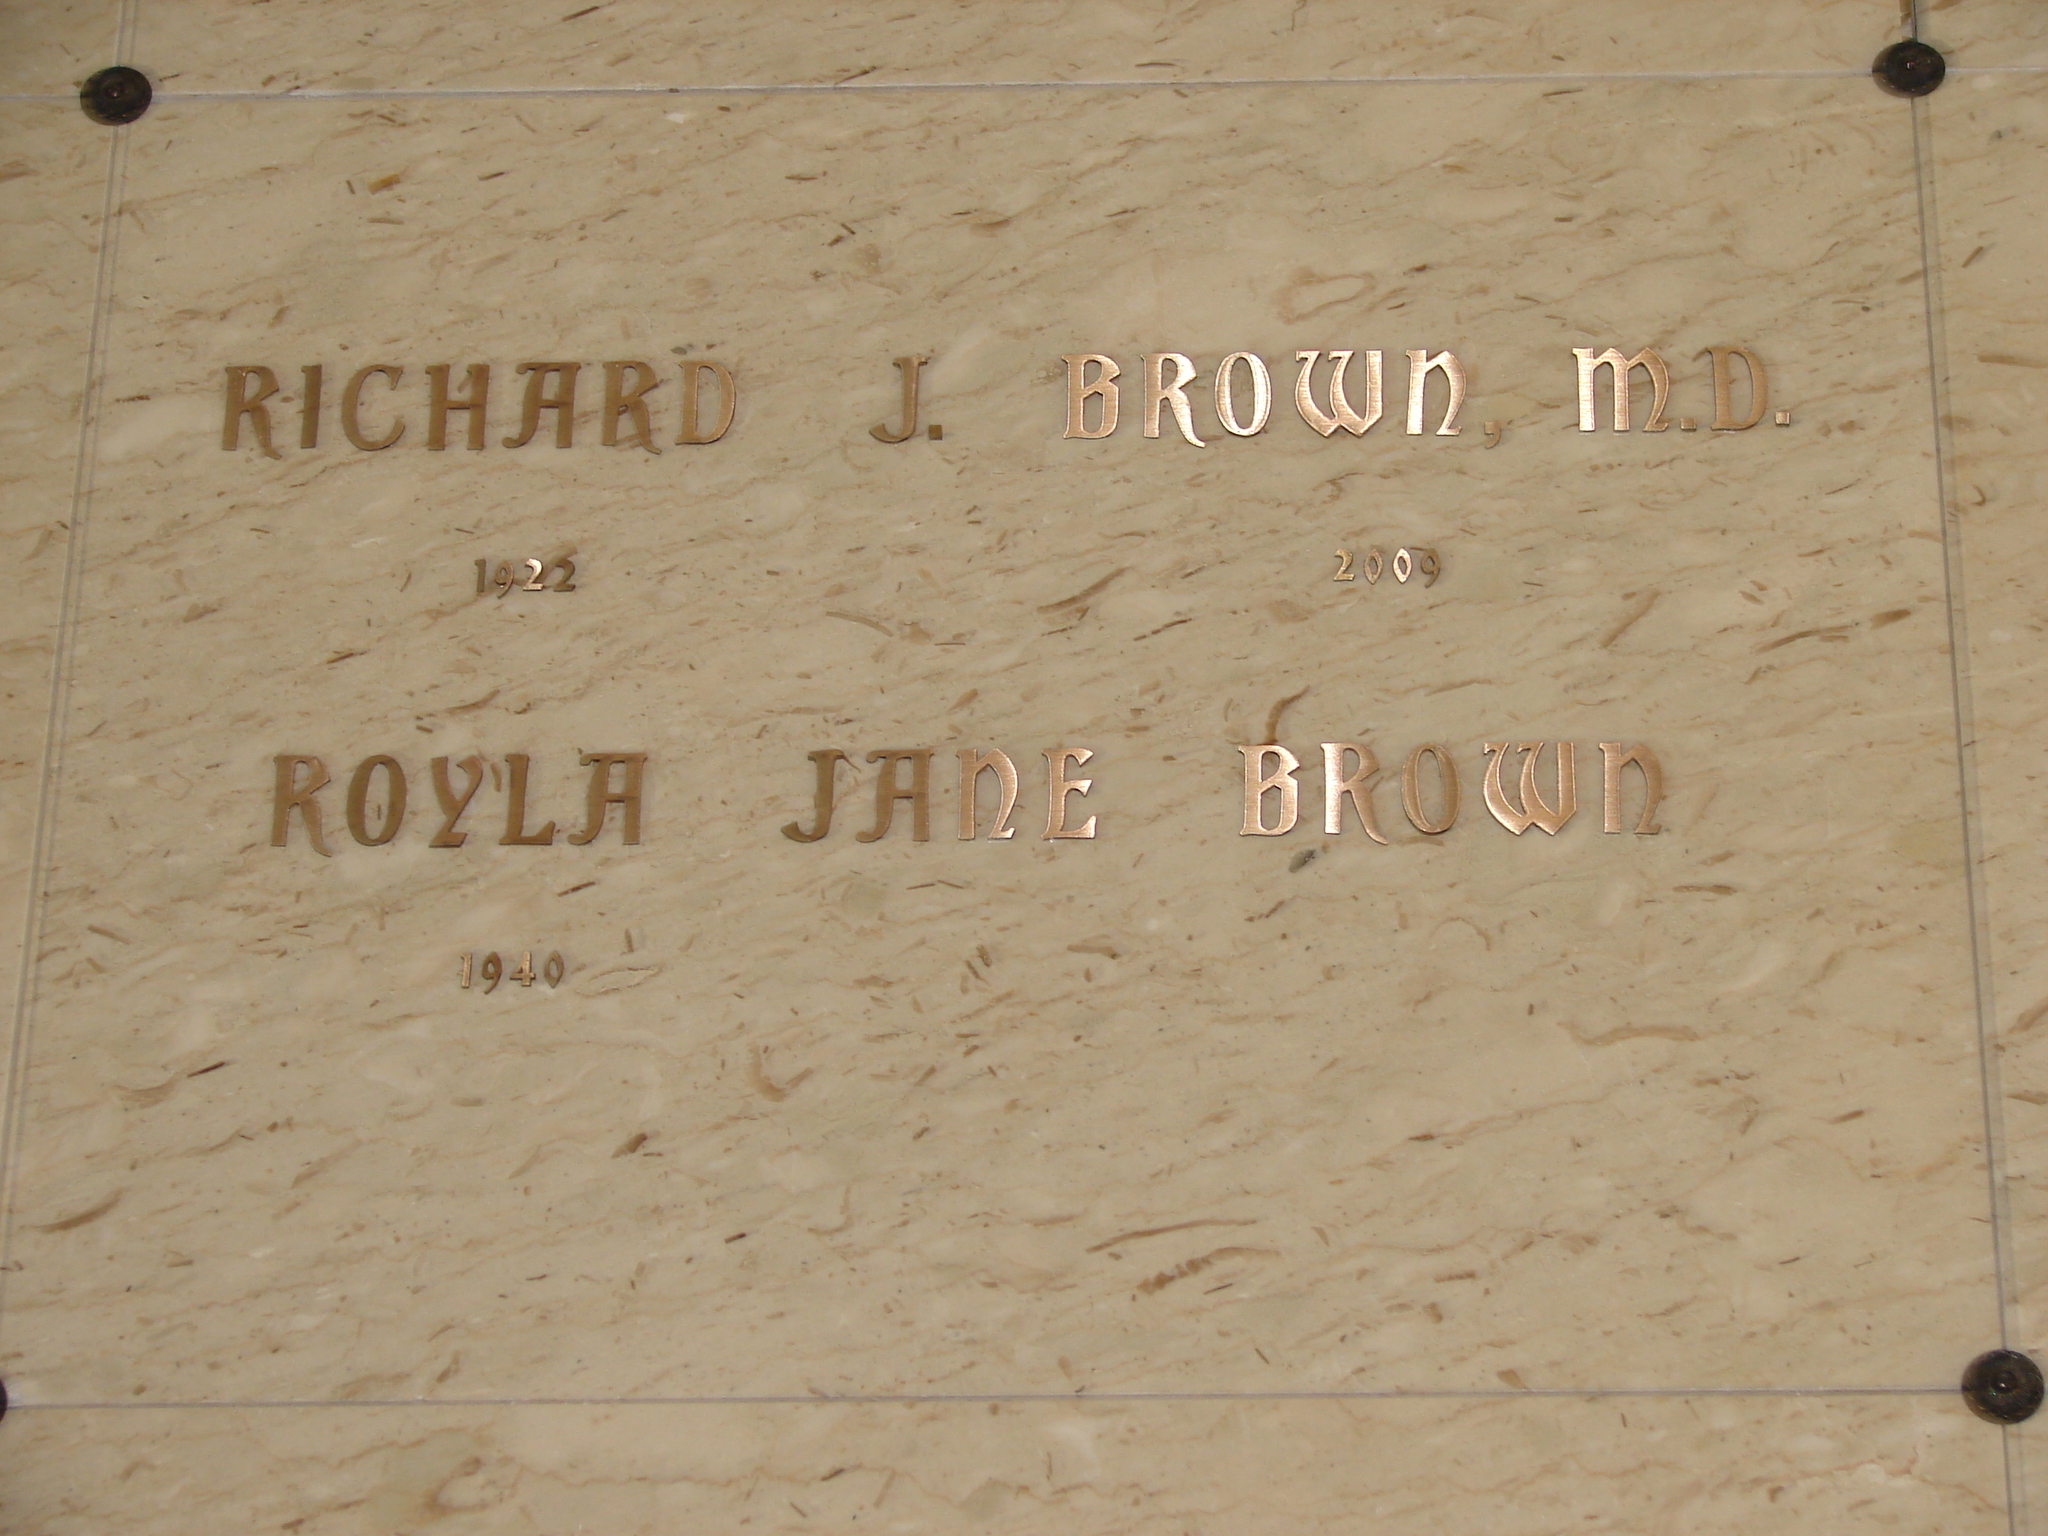 RICHARD J. BROWN, M.D.
1922 2009
ROYLA JANE BROWN
1940